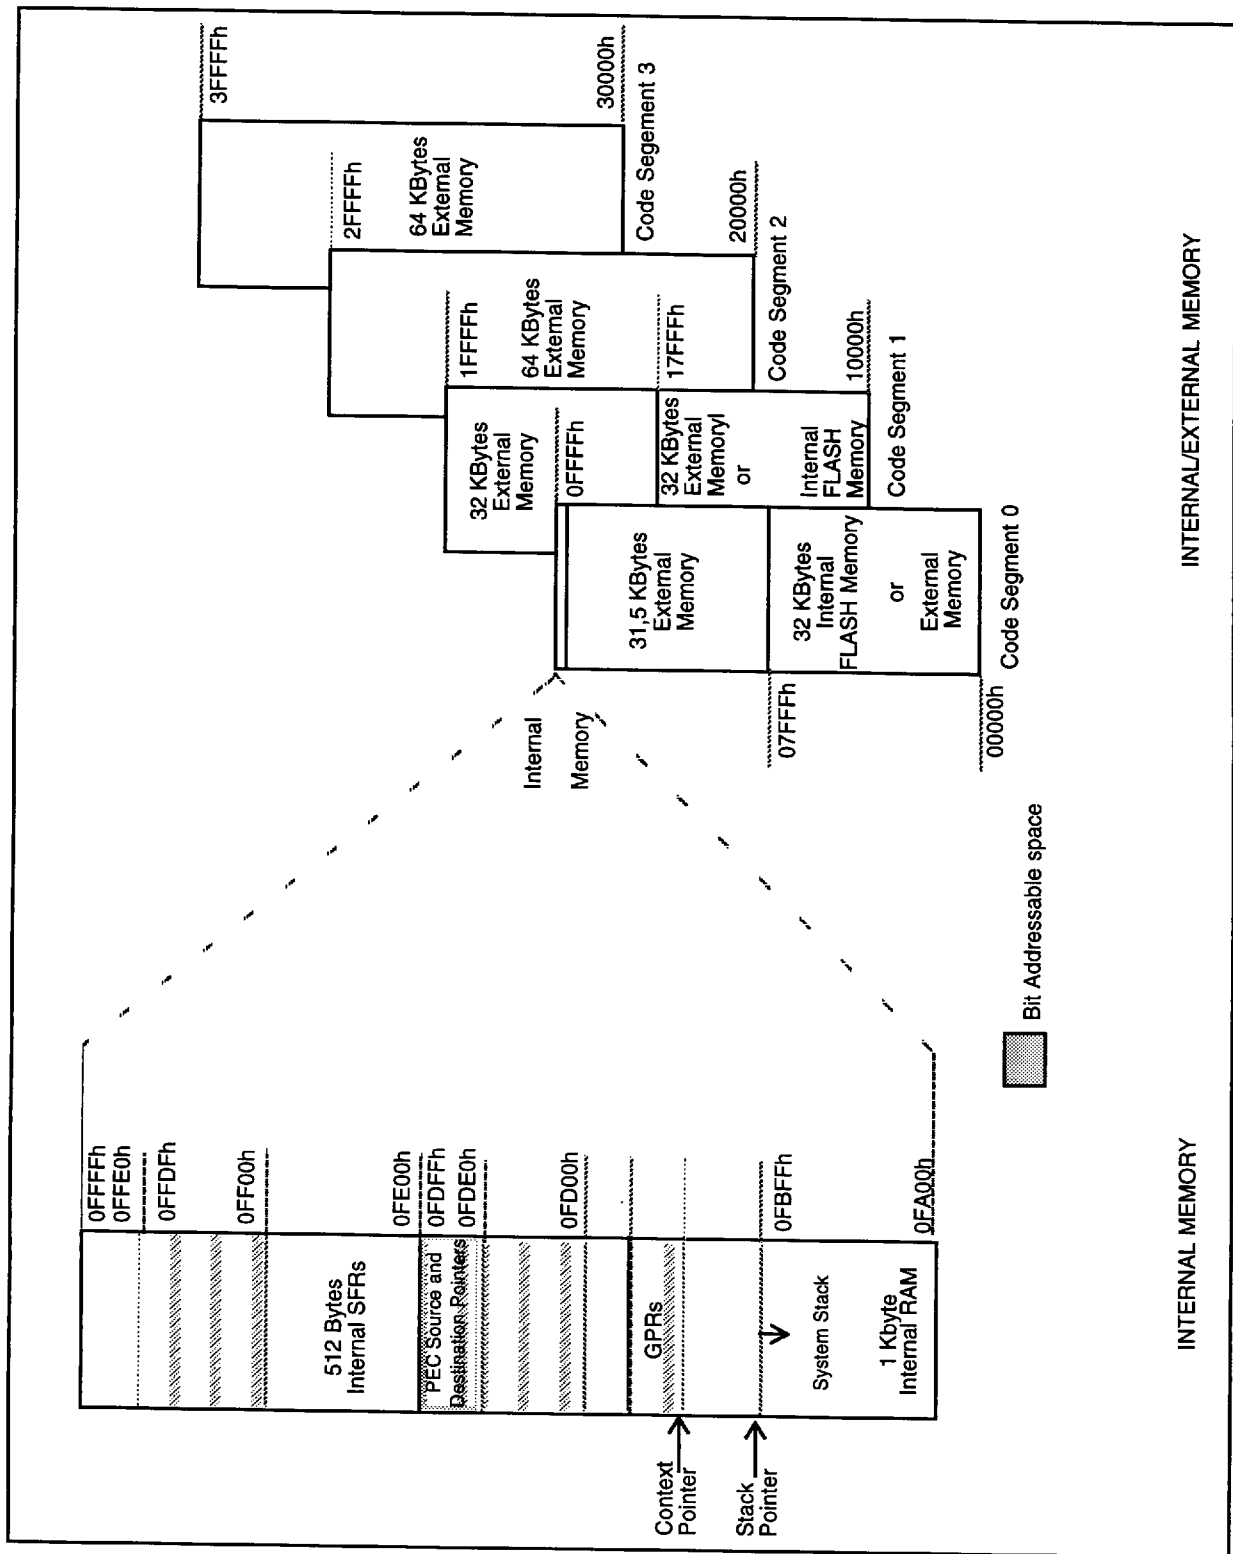 0FFFFh
0FFE0h
0FFDFh
0FF00h
512 Bytes
Internal SFRs
0FE00h
0FDFFh
PEC Source and
Destination Pointers
0FDE0h
0FD00h
GPRs
Context
Pointer
Stack
Pointer
0FBFFh
System Stack
1 Kbyte
Internal RAM
0FA00h
INTERNAL MEMORY
Bit Addressable space
Internal
Memory
31,5 KBytes
External
Memory
07FFFh
32 KBytes
Internal
FLASH Memory
or
External
Memory
00000h
Code Segment 0
0FFFFh
32 KBytes
External
Memory
32 KBytes
External
Memoryl
or
Internal
FLASH
Memory
Code Segment 1
1FFFFh
17FFFh
10000h
64 KBytes
External
Memory
Code Segment 2
2FFFFh
20000h
64 KBytes
External
Memory
Code Segement 3
3FFFFh
30000h
INTERNAL/EXTERNAL MEMORY